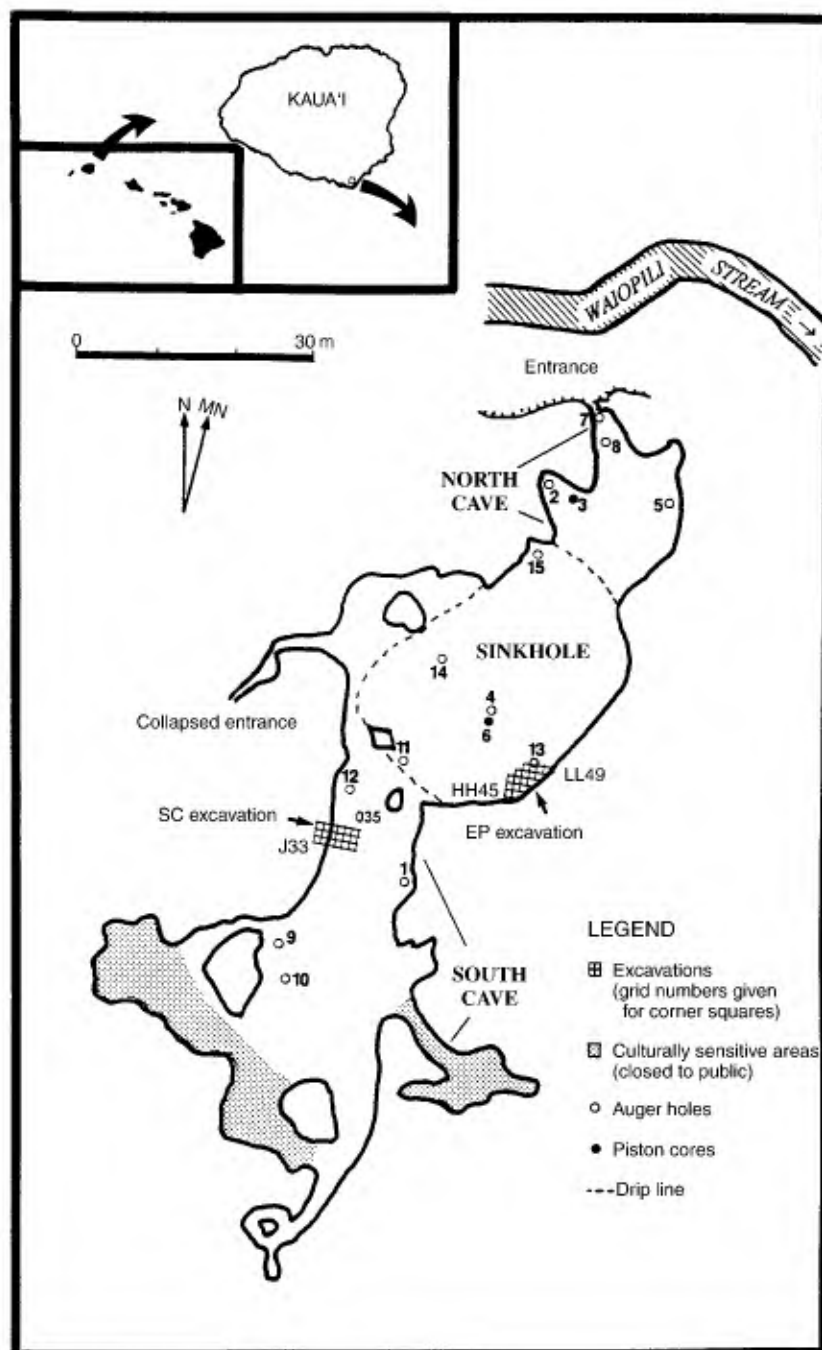 KAUA'I
WAIOPILI STREAM →
0 30 m
Entrance
N MN
7
8
NORTH
CAVE
2
3
5
15
SINKHOLE
14
4
6
Collapsed entrance
11
13
12
HH45
LL49
SC excavation
035
EP excavation
J33
1
LEGEND
9
Excavations
(grid numbers given
for corner squares)
10
SOUTH
CAVE
Culturally sensitive areas
(closed to public)
Auger holes
Piston cores
Drip line